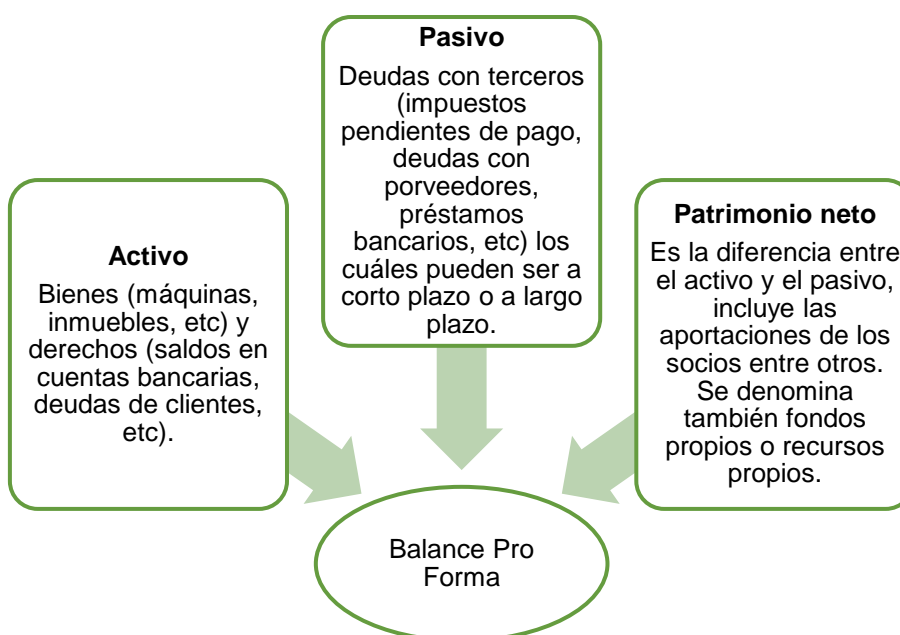 Pasivo
Deudas con terceros
(impuestos
pendientes de pago,
deudas con
porveedores,
préstamos
bancarios, etc) los
cuáles pueden ser a
corto plazo o a largo
plazo.
Activo
Bienes (máquinas,
inmuebles, etc) y
derechos (saldos en
cuentas bancarias,
deudas de clientes,
etc).
Patrimonio neto
Es la diferencia entre
el activo y el pasivo,
incluye las
aportaciones de los
socios entre otros.
Se denomina
también fondos
propios o recursos
propios.
Balance Pro
Forma